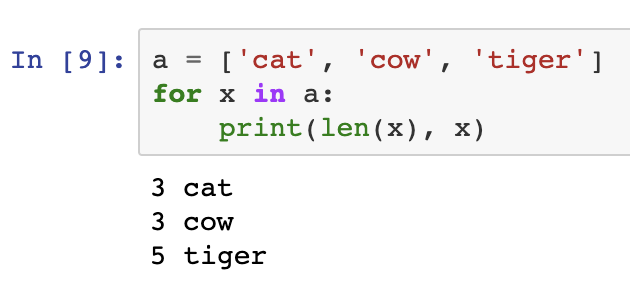 In [9]: a = ['cat', 'cow', 'tiger']
for x in a:
    print(len(x), x)
3 cat
3 cow
5 tiger